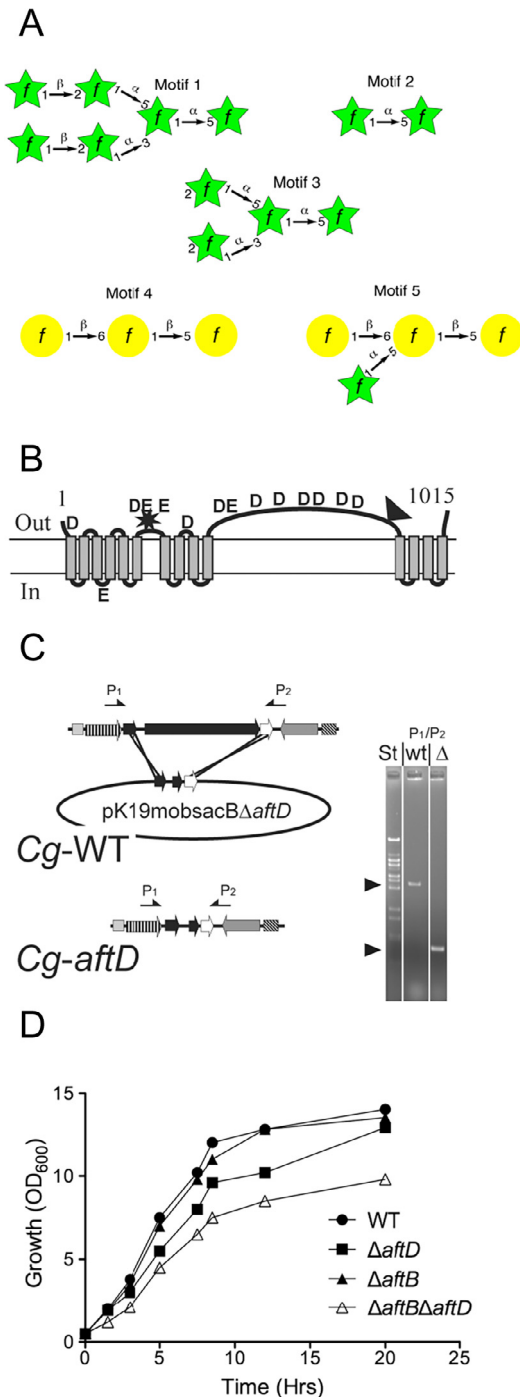 A
Motif 1
Motif 2
f 1 β 2 f 1 α 5 f 1 α 5 f
f 1 β 2 f 1 α 3
f 1 α 5 f
Motif 3
2 f 1 α 5 f 1 α 5 f
2 f 1 α 3
Motif 4
Motif 5
f 1 β 6 f 1 β 5 f
f 1 β 6 f 1 β 5 f
f 1 α 5
B
1
D
DE E
D
DE D D DD D D
1015
Out
In
E
C
P1
P2
pK19mobsacBΔaftD
Cg-WT
P1
P2
Cg-aftD
P1/P2
St wt Δ
D
Growth (OD600)
15
10
5
0
0 5 10 15 20 25
Time (Hrs)
WT
ΔaftD
ΔaftB
ΔaftBΔaftD